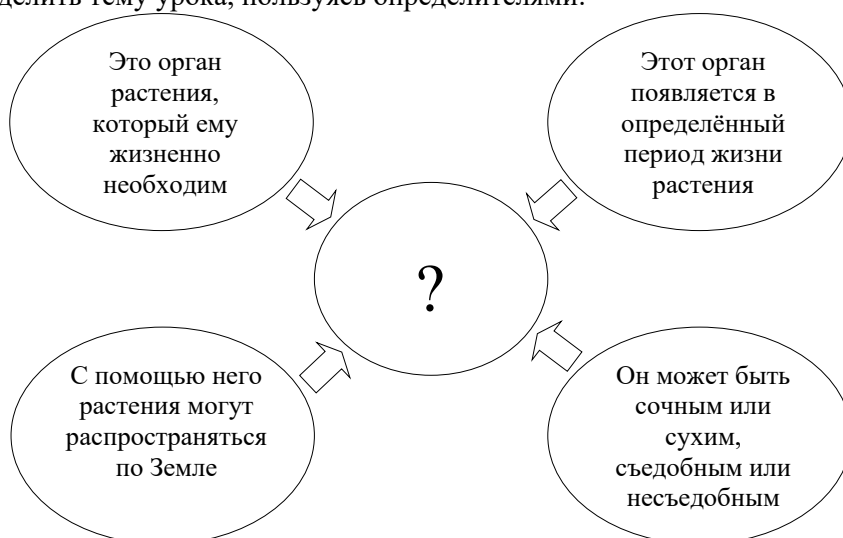 делить тему урока, пользуясь определителями:
Это орган
растения,
который ему
жизненно
необходим
Этот орган
появляется в
определённый
период жизни
растения
?
С помощью него
растения могут
распространяться
по Земле
Он может быть
сочным или
сухим,
съедобным или
несъедобным